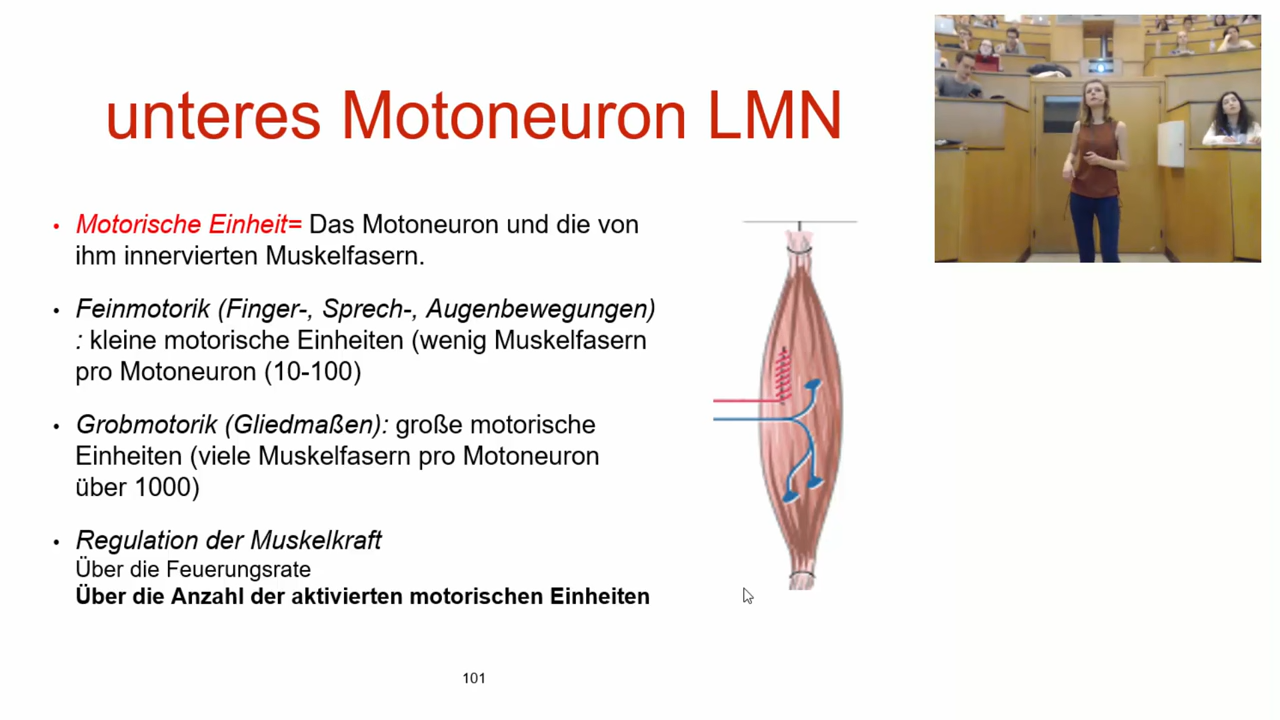 unteres Motoneuron LMN
• Motorische Einheit= Das Motoneuron und die von
ihm innervierten Muskelfasern.
• Feinmotorik (Finger-, Sprech-, Augenbewegungen)
: kleine motorische Einheiten (wenig Muskelfasern
pro Motoneuron (10-100)
• Grobmotorik (Gliedmaßen): große motorische
Einheiten (viele Muskelfasern pro Motoneuron
über 1000)
• Regulation der Muskelkraft
Über die Feuerungsrate
Über die Anzahl der aktivierten motorischen Einheiten
101